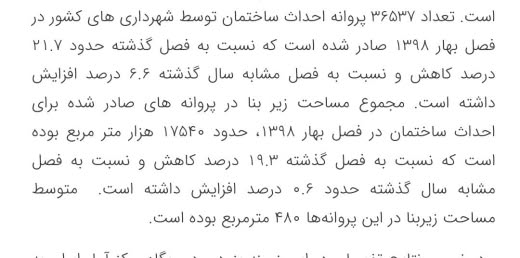 است. تعداد ۳۶۵۳۷ پروانه احداث ساختمان توسط شهرداری های کشور در
فصل بهار ۱۳۹۸ صادر شده است که نسبت به فصل گذشته حدود ۲۱.۷
درصد کاهش و نسبت به فصل مشابه سال گذشته ۶.۶ درصد افزایش
داشته است. مجموع مساحت زیر بنا در پروانه های صادر شده برای
احداث ساختمان در فصل بهار ۱۳۹۸، حدود ۱۷۵۴۰ هزار متر مربع بوده
است که نسبت به فصل گذشته ۱۹.۳ درصد کاهش و نسبت به فصل
مشابه سال گذشته حدود ۰.۶ درصد افزایش داشته است. متوسط
مساحت زیربنا در این پروانه‌ها ۴۸۰ مترمربع بوده است.